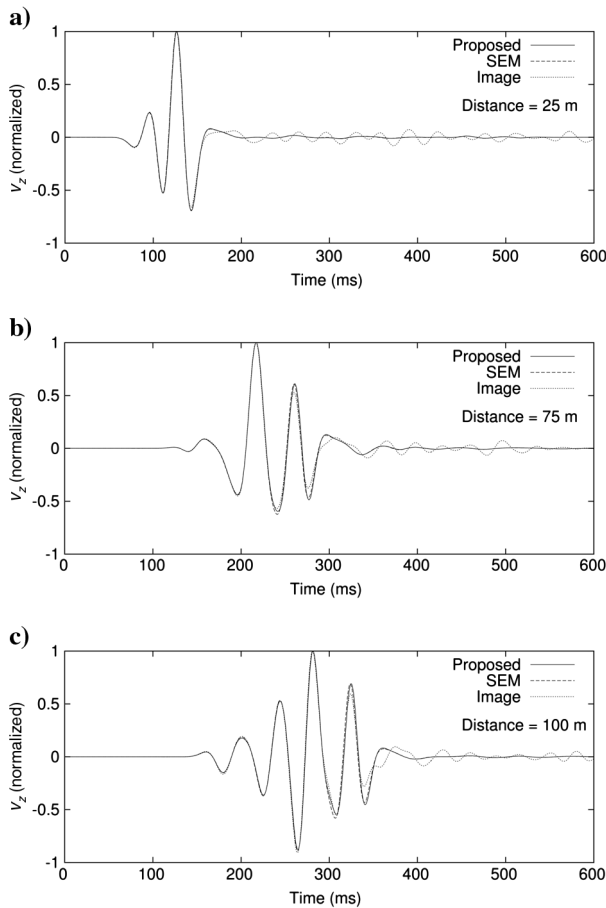 a)
1
0.5
0
-0.5
-1
V_z (normalized)
Proposed
SEM
Image
Distance = 25 m
0 100 200 300 400 500 600
Time (ms)
b)
1
0.5
0
-0.5
-1
V_z (normalized)
Proposed
SEM
Image
Distance = 75 m
0 100 200 300 400 500 600
Time (ms)
c)
1
0.5
0
-0.5
-1
V_z (normalized)
Proposed
SEM
Image
Distance = 100 m
0 100 200 300 400 500 600
Time (ms)